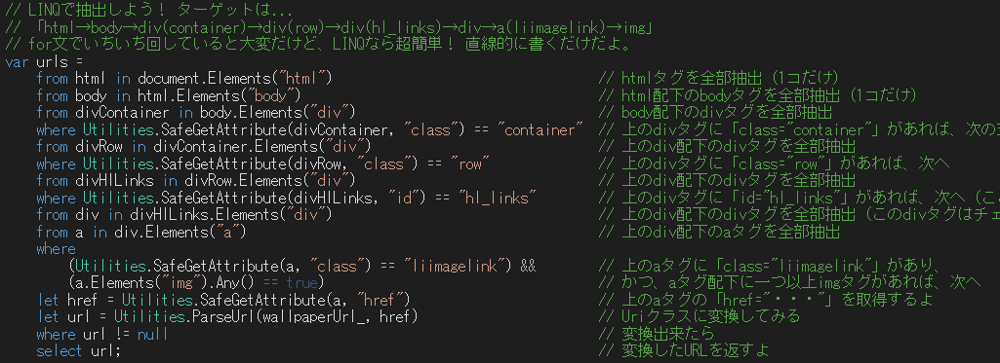 // LINQで抽出しよう！ ターゲットは...
// 「html→body→div(container)→div(row)→div(hl_links)→div→a(liimagelink)→img」
// for文でいちいち回していると大変だけど、LINQなら超簡単！ 直線的に書くだけだよ。
var urls =
from html in document.Elements("html") // htmlタグを全部抽出 (1コだけ)
from body in html.Elements("body") // html配下のbodyタグを全部抽出 (1コだけ)
from divContainer in body.Elements("div") // body配下のdivタグを全部抽出
where Utilities.SafeGetAttribute(divContainer, "class") == "container" // 上のdivタグに「class="container"」があれば、次の
from divRow in divContainer.Elements("div") // 上のdiv配下のdivタグを全部抽出
where Utilities.SafeGetAttribute(divRow, "class") == "row" // 上のdivタグに「class="row"」があれば、次へ
from divHlLinks in divRow.Elements("div") // 上のdiv配下のdivタグを全部抽出
where Utilities.SafeGetAttribute(divHlLinks, "id") == "hl_links" // 上のdivタグに「id="hl_links"」があれば、次へ (こ
from div in divHlLinks.Elements("div") // 上のdiv配下のdivタグを全部抽出 (このdivタグはチェ
from a in div.Elements("a") // 上のdiv配下のaタグを全部抽出
where
(Utilities.SafeGetAttribute(a, "class") == "liimagelink") && // 上のaタグに「class="liimagelink"」があり、
(a.Elements("img").Any() == true) // かつ、aタグ配下に一つ以上imgタグがあれば、次へ
let href = Utilities.SafeGetAttribute(a, "href") // 上のaタグの「href="・・・"」を取得するよ
let url = Utilities.ParseUrl(wallpaperUrl_, href) // Uriクラスに変換してみる
where url != null // 変換出来たら
select url; // 変換したURLを返すよ